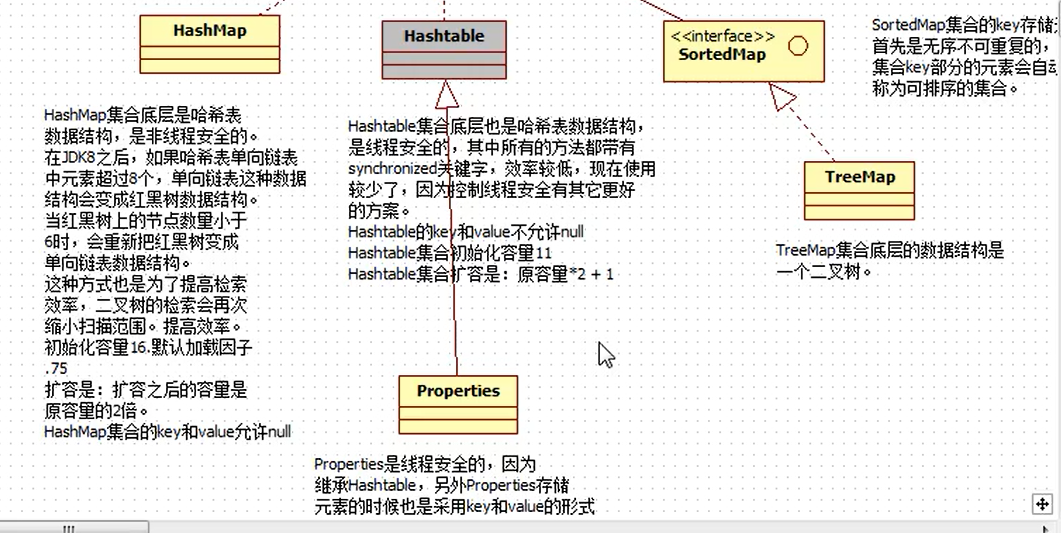 HashMap
Hashtable
<<interface>>
SortedMap
SortedMap集合的key存储
首先是无序不可重复的，
集合key部分的元素会自动
称为可排序的集合。
HashMap集合底层是哈希表
数据结构，是非线程安全的。
在JDK8之后，如果哈希表单向链表
中元素超过8个，单向链表这种数据
结构会变成红黑树数据结构。
当红黑树上的节点数量小于
6时，会重新把红黑树变成
单向链表数据结构。
这种方式也是为了提高检索
效率，二叉树的检索会再次
缩小扫描范围。提高效率。
初始化容量16.默认加载因子
.75
扩容是：扩容之后的容量是
原容量的2倍。
HashMap集合的key和value允许null
Hashtable集合底层也是哈希表数据结构，
是线程安全的，其中所有的方法都带有
synchronized关键字，效率较低，现在使用
较少了，因为控制线程安全有其它更好
的方案。
Hashtable的key和value不允许null
Hashtable集合初始化容量11
Hashtable集合扩容是：原容量*2 + 1
TreeMap
TreeMap集合底层的数据结构是
一个二叉树。
Properties
Properties是线程安全的，因为
继承Hashtable，另外Properties存储
元素的时候也是采用key和value的形式